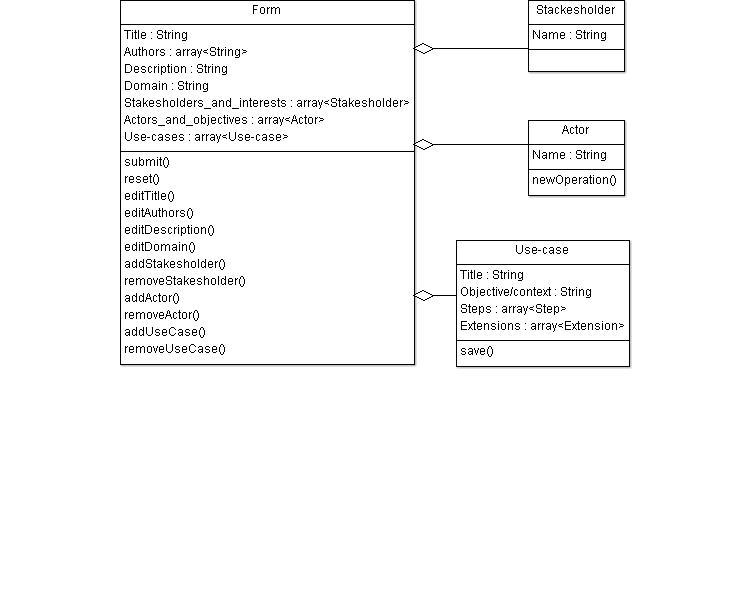 Form
Title : String
Authors : array<String>
Description : String
Domain : String
Stakesholders_and_interests : array<Stakesholder>
Actors_and_objectives : array<Actor>
Use-cases : array<Use-case>
submit()
reset()
editTitle()
editAuthors()
editDescription()
editDomain()
addStakesholder()
removeStakesholder()
addActor()
removeActor()
addUseCase()
removeUseCase()
Stackesholder
Name : String
Actor
Name : String
newOperation()
Use-case
Title : String
Objective/context : String
Steps : array<Step>
Extensions : array<Extension>
save()